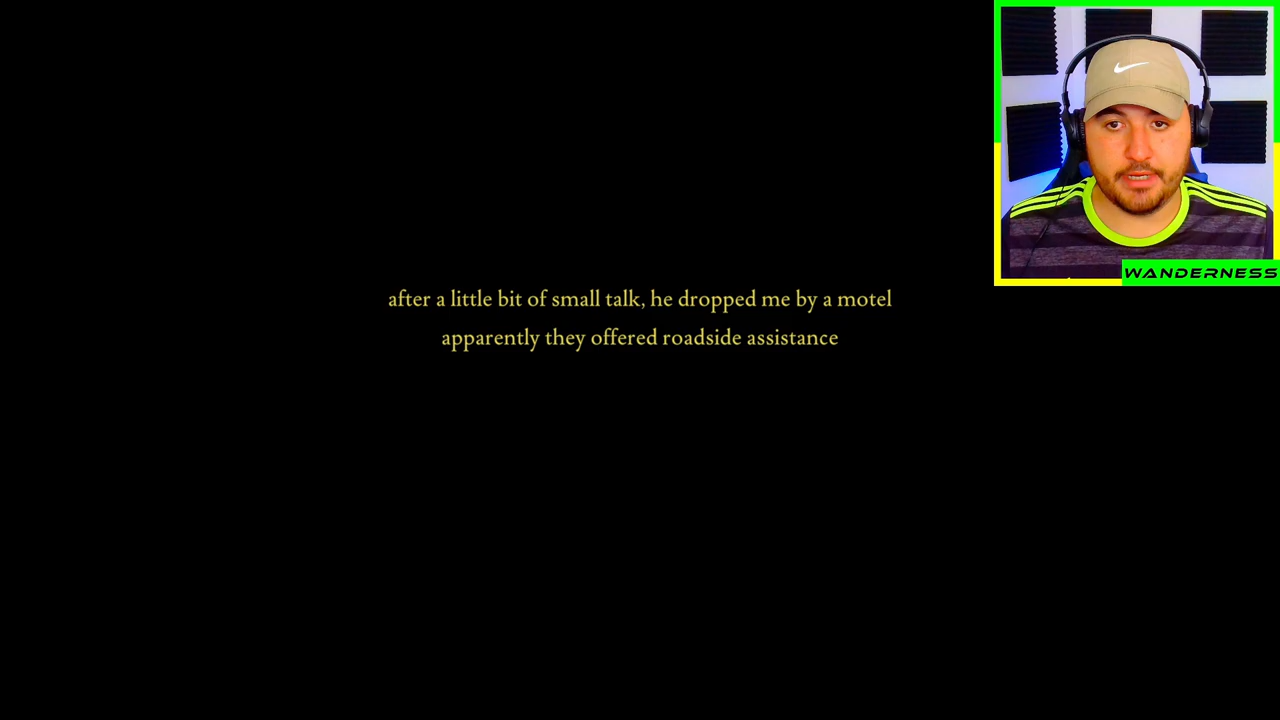 WANDERNESS
after a little bit of small talk, he dropped me by a motel
apparently they offered roadside assistance